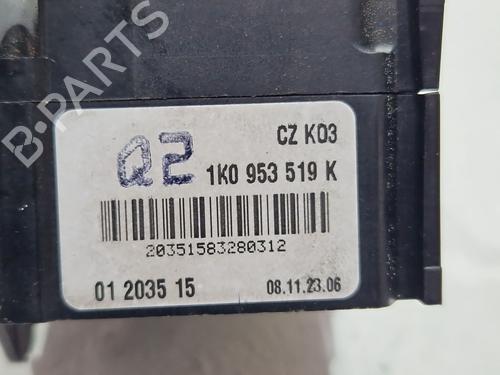 B-PARTS
CZ K03
Q2 1K0 953 519 K
20351583280312
01 2035 15 08.11.23.06